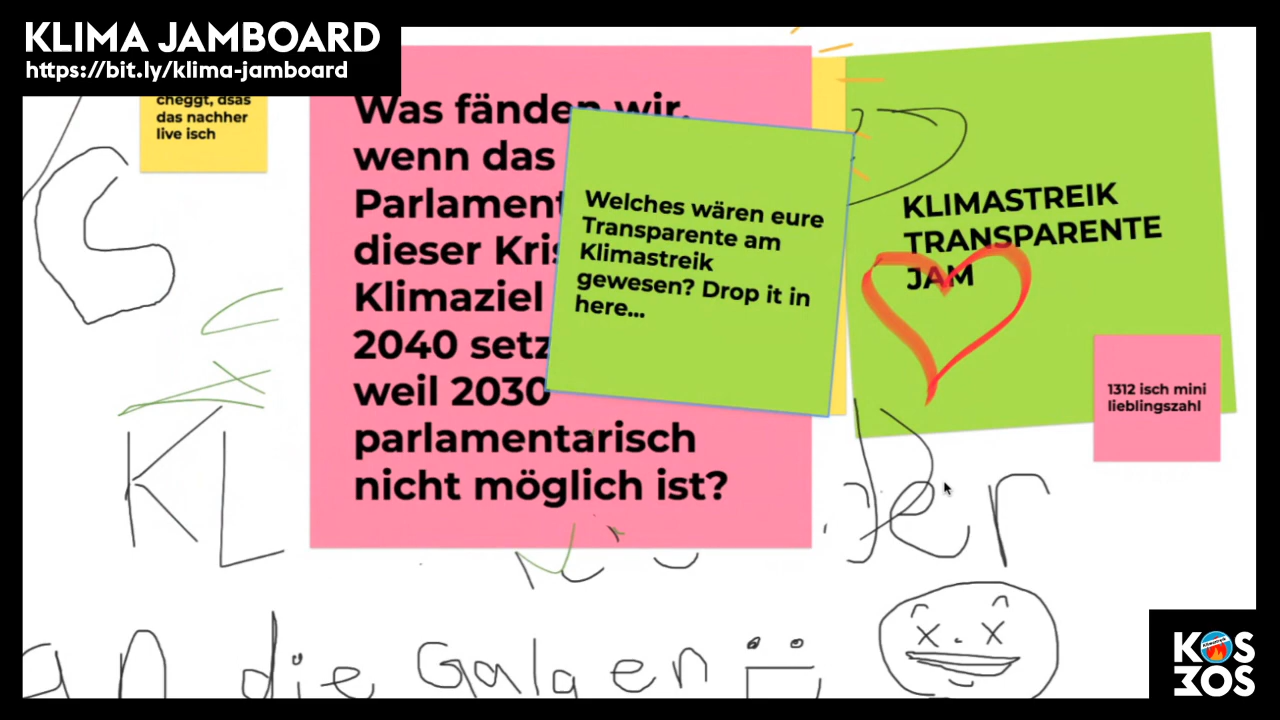 KLIMA JAMBOARD
https://bit.ly/klima-jamboard
cheggt, dsas
das nachher
live isch
Was fänden wir,
wenn das
Parlament
dieser Kris
Klimaziel
2040 setz
weil 2030
parlamentarisch
nicht möglich ist?
Welches wären eure
Transparente am
Klimastreik
gewesen? Drop it in
here...
KLIMASTREIK
TRANSPARENTE
JAM
1312 isch mini
lieblingszahl
KL
der
an die Galgen
KOS
MOS